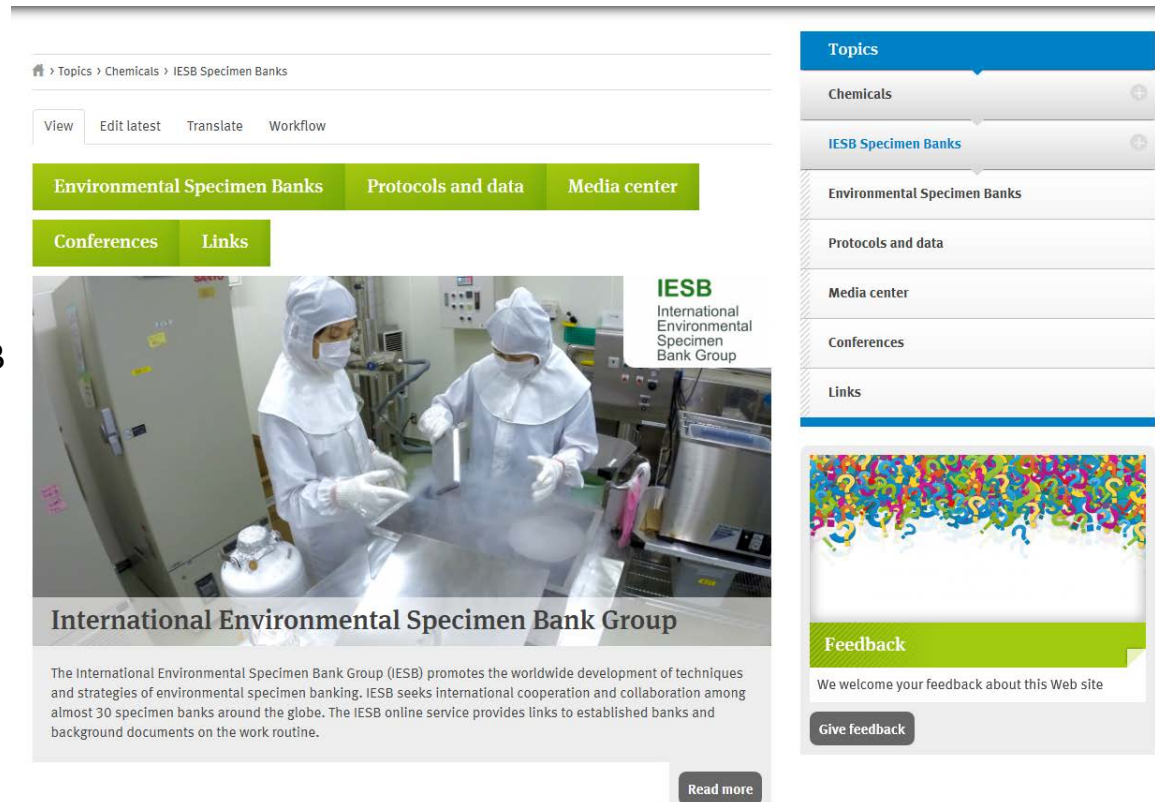 > Topics > Chemicals > IESB Specimen Banks
View Edit latest Translate Workflow
Environmental Specimen Banks Protocols and data Media center
Conferences Links
SANYO
IESB
International
Environmental
Specimen
Bank Group
International Environmental Specimen Bank Group
The International Environmental Specimen Bank Group (IESB) promotes the worldwide development of techniques
and strategies of environmental specimen banking. IESB seeks international cooperation and collaboration among
almost 30 specimen banks around the globe. The IESB online service provides links to established banks and
background documents on the work routine.
Read more
Topics
Chemicals
IESB Specimen Banks
Environmental Specimen Banks
Protocols and data
Media center
Conferences
Links
Feedback
We welcome your feedback about this Web site
Give feedback